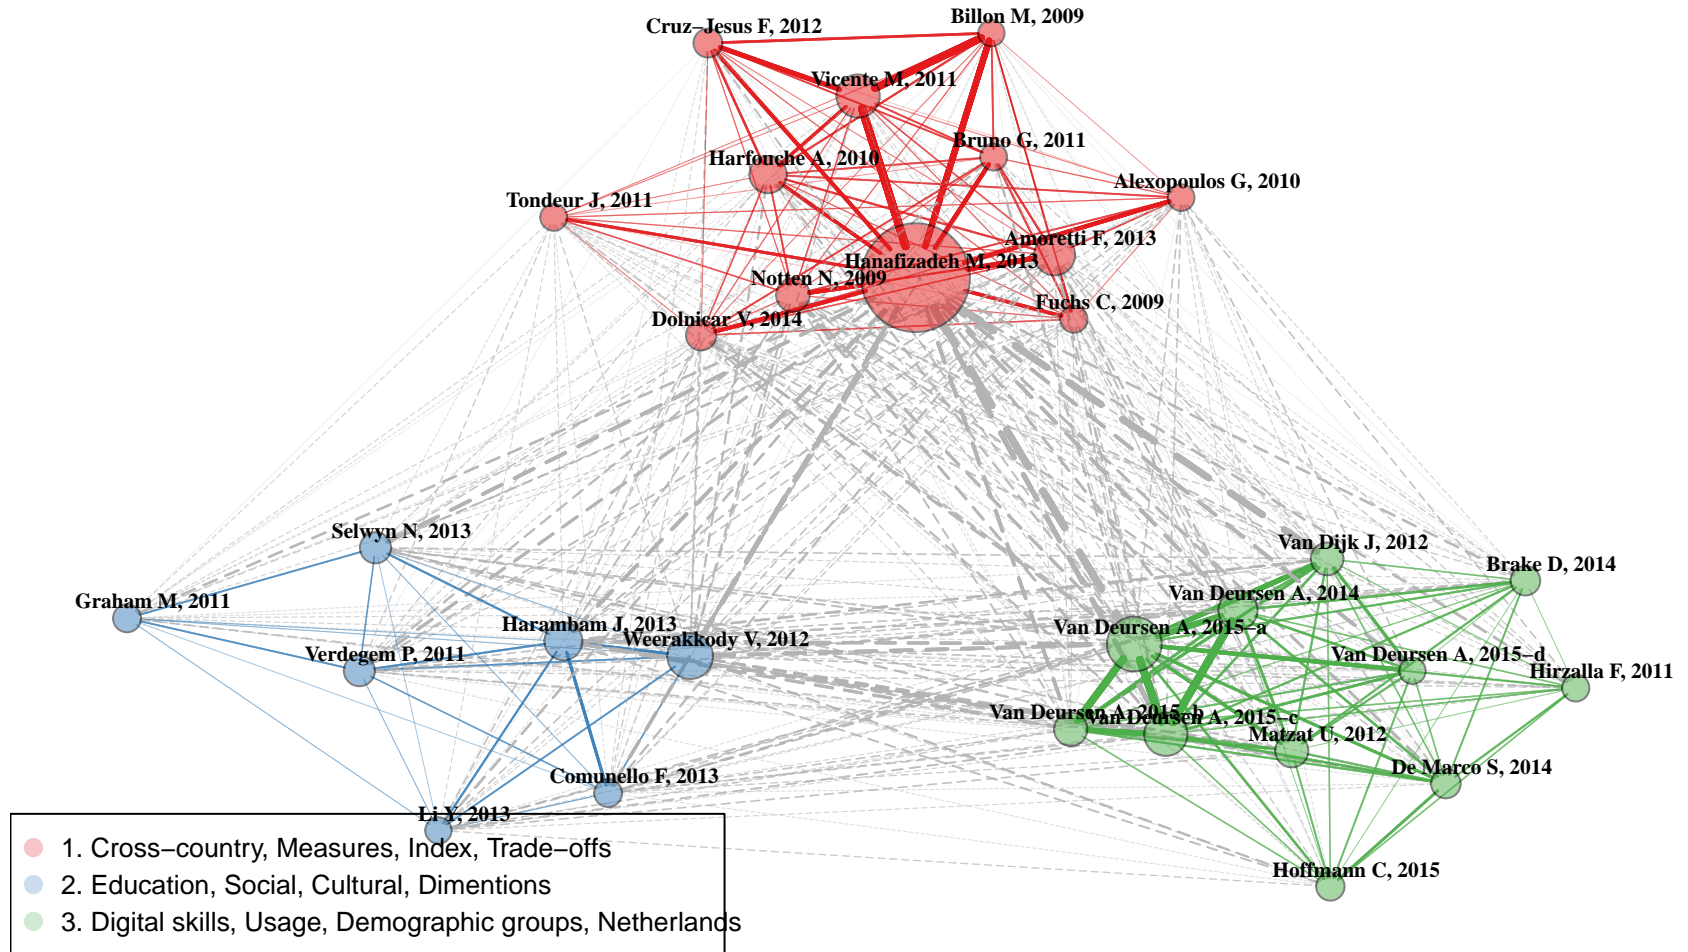 Billon M, 2009
Cruz−Jesus F, 2012
Vicente M, 2011
Bruno G, 2011
Harfouche A, 2010
Alexopoulos G, 2010
Tondeur J, 2011
Amoretti F, 2013
Hanafizadeh M, 2013
Notten N, 2009
Fuchs C, 2009
Dolnicar V, 2014
Selwyn N, 2013
Van Dijk J, 2012
Brake D, 2014
Van Deursen A, 2014
Graham M, 2011
Harambam J, 2013
Van Deursen A, 2015−a
Weerakkody V, 2012
Verdegem P, 2011
Van Deursen A, 2015−d
Hirzalla F, 2011
Van Deursen A, 2015−b
Van Deursen A, 2015−c
Matzat U, 2012
De Marco S, 2014
Comunello F, 2013
Li Y, 2013
Hoffmann C, 2015
1. Cross−country, Measures, Index, Trade−offs
2. Education, Social, Cultural, Dimentions
3. Digital skills, Usage, Demographic groups, Netherlands